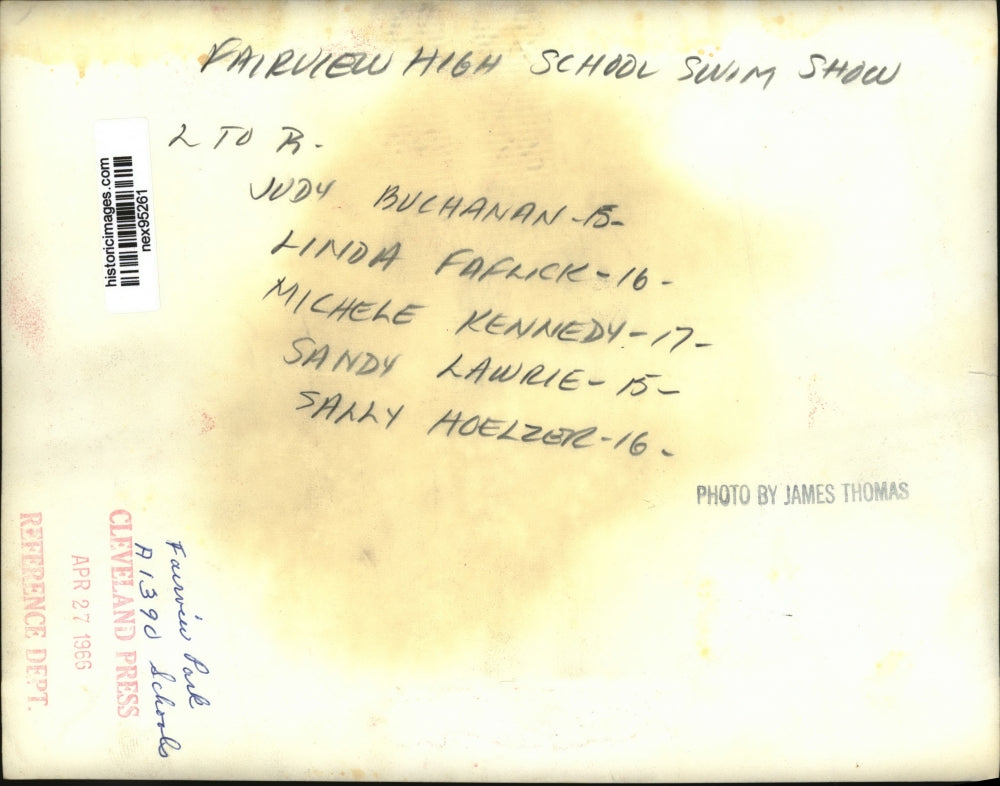 FAIRVIEW HIGH SCHOOL SWIM SHOW
L TO R.
JUDY BUCHANAN-15-
LINDA FAFLICK-16-
MICHELE KENNEDY-17-
SANDY LAWRIE-15-
SALLY HOELZER-16-
historicimages.com
nex95261
PHOTO BY JAMES THOMAS
Fairview Park
A1390 Schools
CLEVELAND PRESS
APR 27 1966
REFERENCE DEPT.